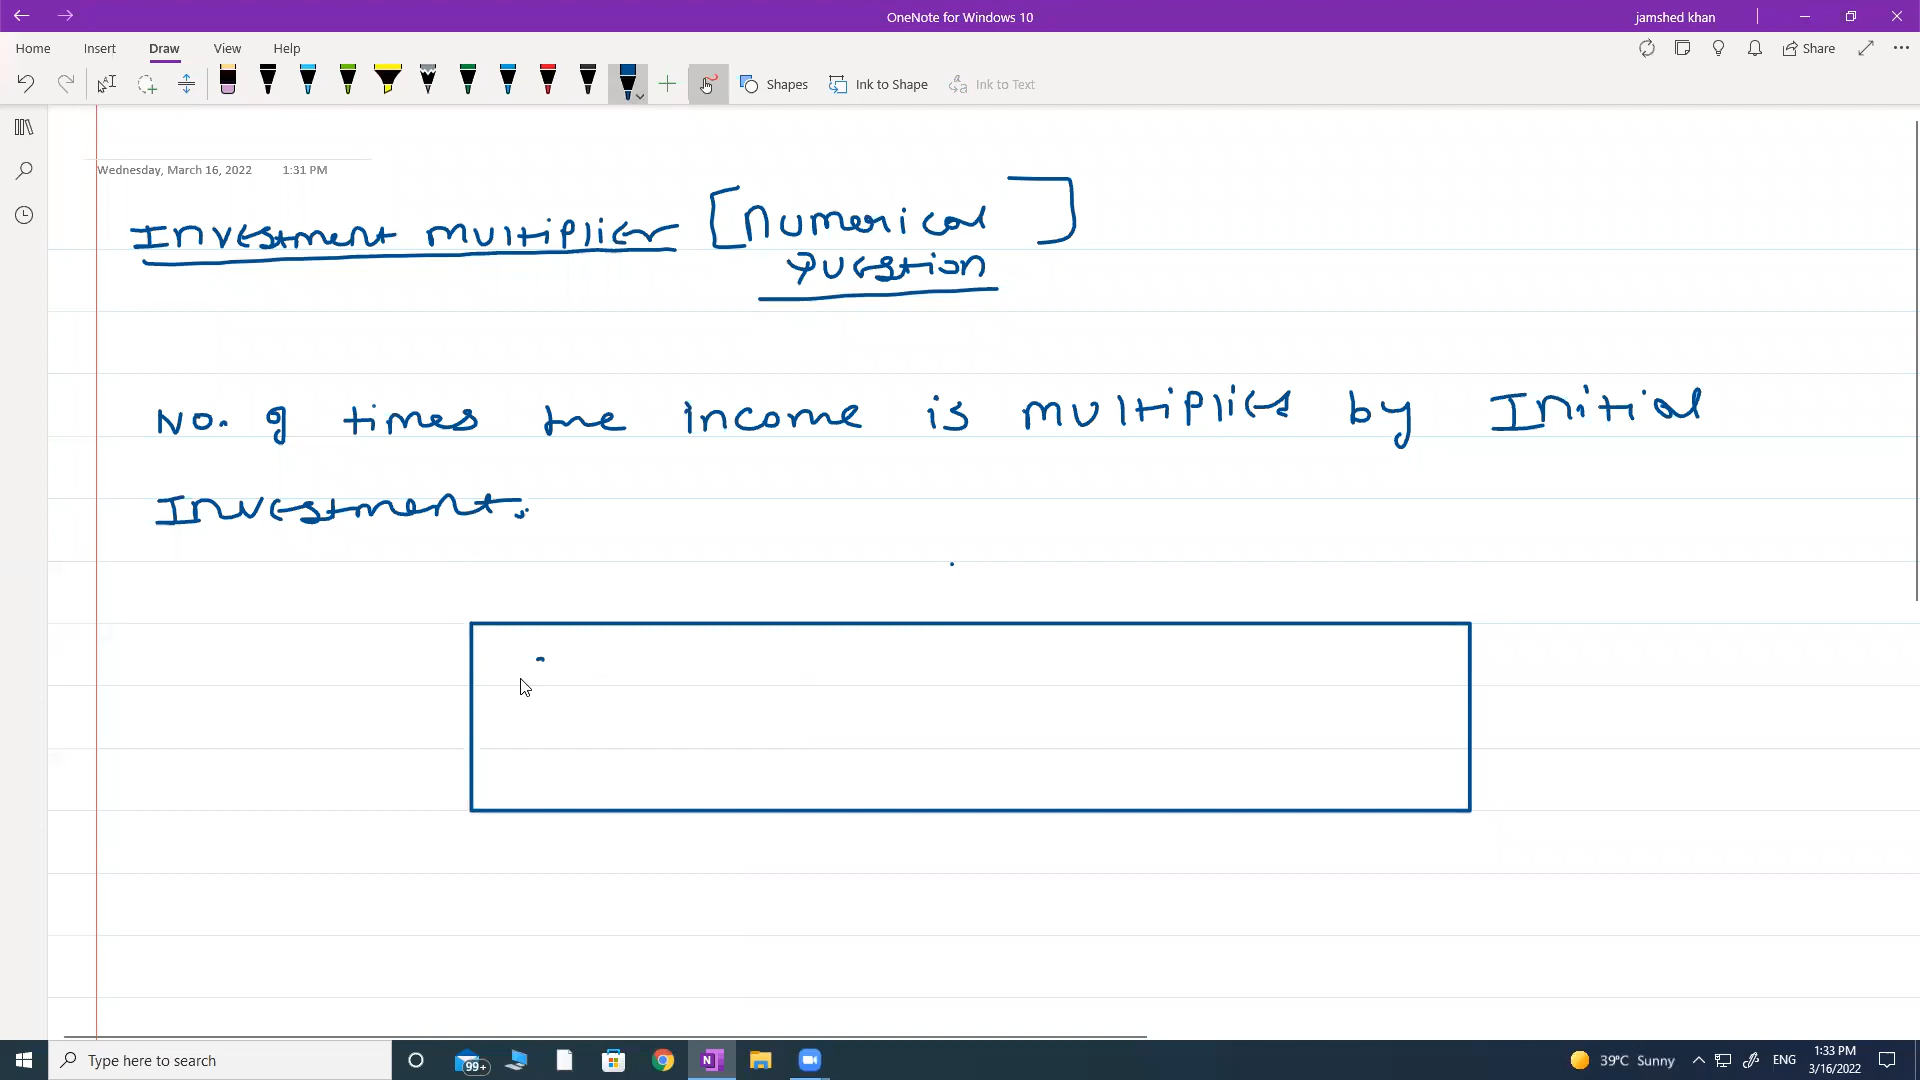 OneNote for Windows 10
jamshed khan
Home Insert Draw View Help
Share
Shapes Ink to Shape Ink to Text
Wednesday, March 16, 2022 1:31 PM
Investment multiplier [Numerical]
Question
No. of times the income is multiplies by Initial
Investment.
Type here to search
99+
N
39°C Sunny
ENG
1:33 PM
3/16/2022